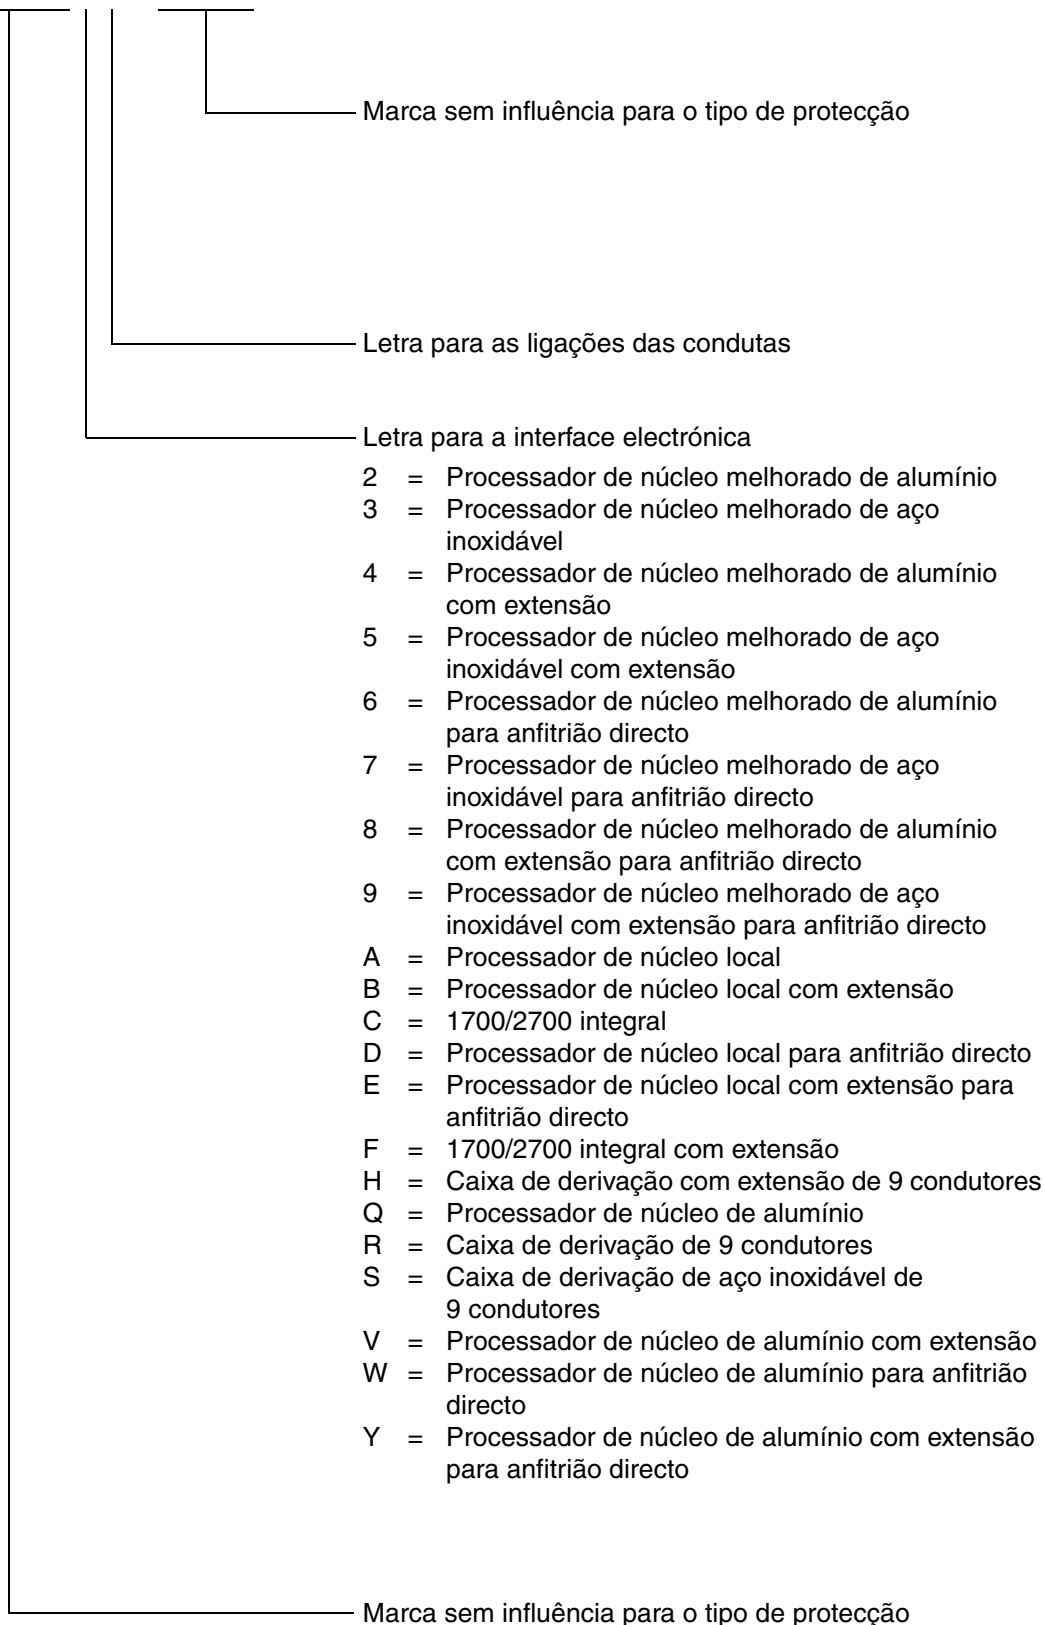 Marca sem influência para o tipo de protecção
Letra para as ligações das condutas
Letra para a interface electrónica
2 = Processador de núcleo melhorado de alumínio
3 = Processador de núcleo melhorado de aço
inoxidável
4 = Processador de núcleo melhorado de alumínio
com extensão
5 = Processador de núcleo melhorado de aço
inoxidável com extensão
6 = Processador de núcleo melhorado de alumínio
para anfitrião directo
7 = Processador de núcleo melhorado de aço
inoxidável para anfitrião directo
8 = Processador de núcleo melhorado de alumínio
com extensão para anfitrião directo
9 = Processador de núcleo melhorado de aço
inoxidável com extensão para anfitrião directo
A = Processador de núcleo local
B = Processador de núcleo local com extensão
C = 1700/2700 integral
D = Processador de núcleo local para anfitrião directo
E = Processador de núcleo local com extensão para
anfitrião directo
F = 1700/2700 integral com extensão
H = Caixa de derivação com extensão de 9 condutores
Q = Processador de núcleo de alumínio
R = Caixa de derivação de 9 condutores
S = Caixa de derivação de aço inoxidável de
9 condutores
V = Processador de núcleo de alumínio com extensão
W = Processador de núcleo de alumínio para anfitrião
directo
Y = Processador de núcleo de alumínio com extensão
para anfitrião directo
Marca sem influência para o tipo de protecção